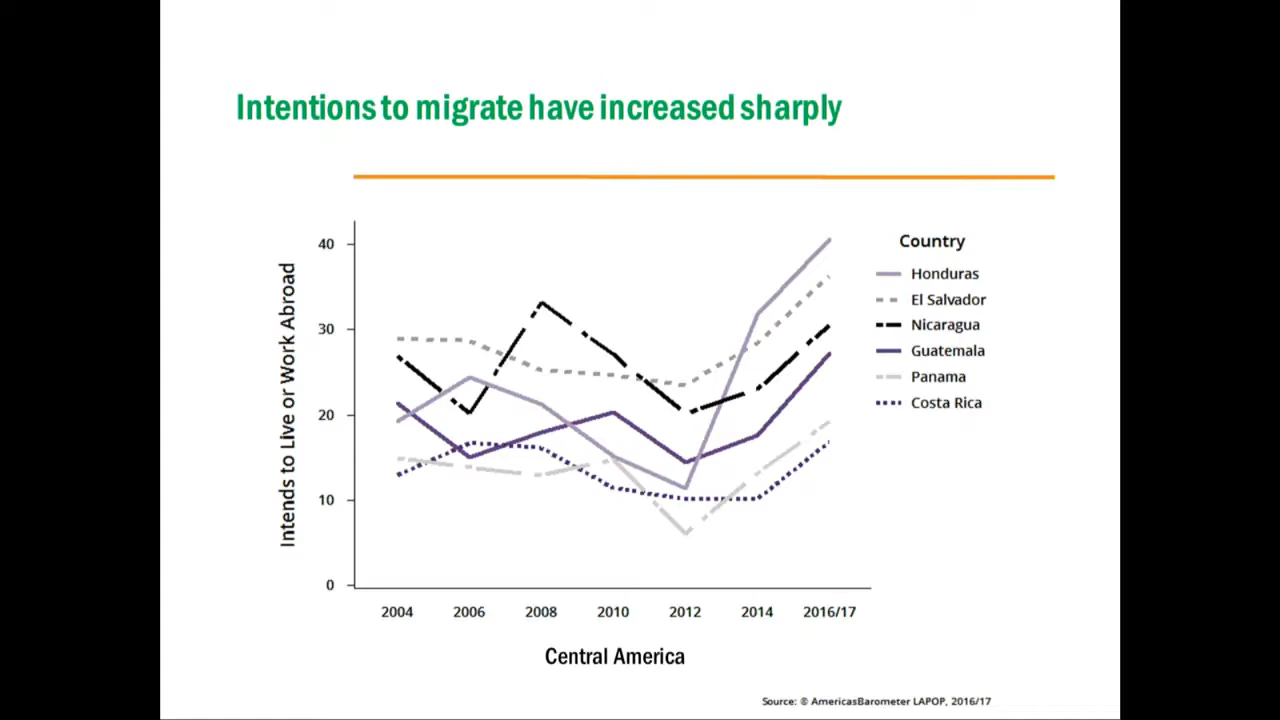 Intentions to migrate have increased sharply
Intends to Live or Work Abroad
40
30
20
10
0
2004 2006 2008 2010 2012 2014 2016/17
Country
Honduras
El Salvador
Nicaragua
Guatemala
Panama
Costa Rica
Central America
Source: © AmericasBarometer LAPOP, 2016/17